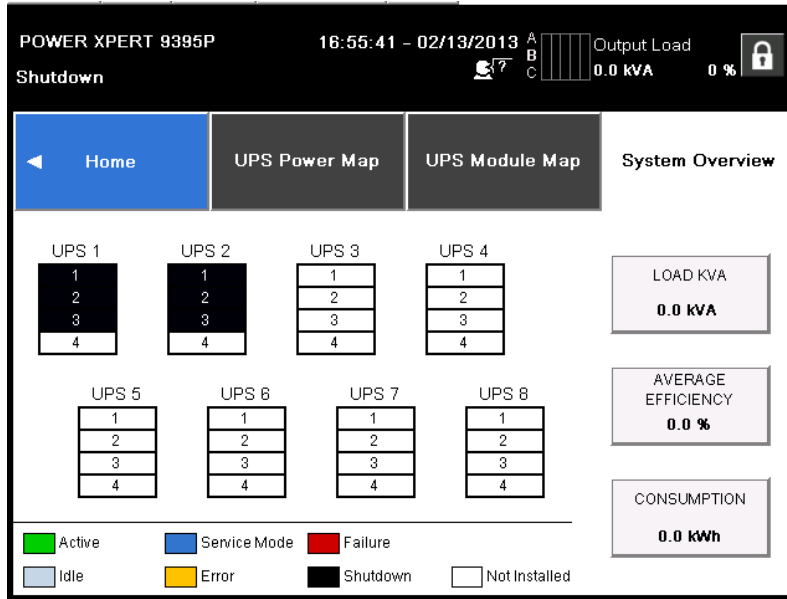 POWER XPERT 9395P
16:55:41 - 02/13/2013
A
B
C
Output Load
0.0 kVA 0 %
Shutdown
?
Home
UPS Power Map
UPS Module Map
System Overview
UPS 1
1
2
3
4
UPS 2
1
2
3
4
UPS 3
1
2
3
4
UPS 4
1
2
3
4
UPS 5
1
2
3
4
UPS 6
1
2
3
4
UPS 7
1
2
3
4
UPS 8
1
2
3
4
LOAD KVA
0.0 kVA
AVERAGE
EFFICIENCY
0.0 %
CONSUMPTION
0.0 kWh
Active
Service Mode
Failure
Idle
Error
Shutdown
Not Installed